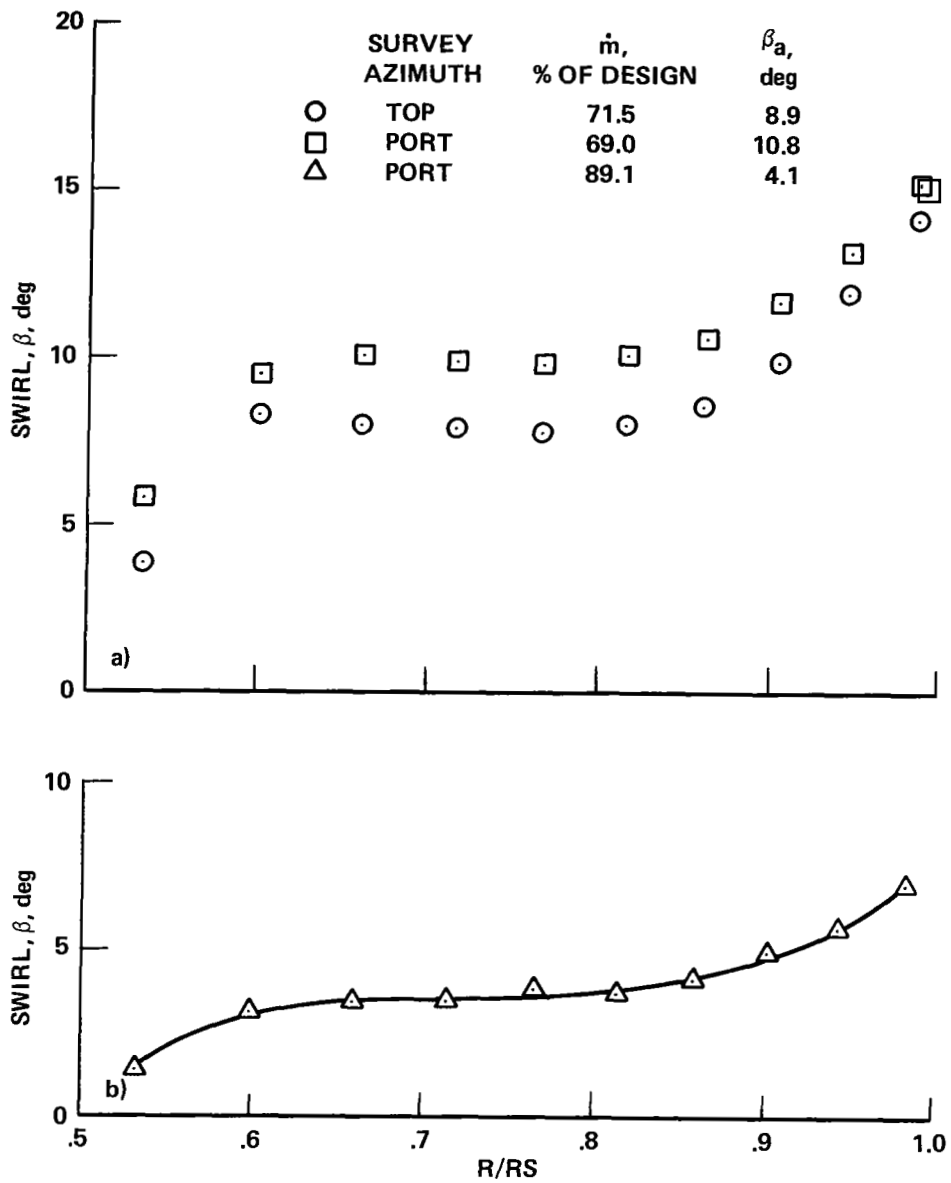 20
SURVEY AZIMUTH
ṁ, % OF DESIGN
βa, deg
TOP 71.5 8.9
PORT 69.0 10.8
PORT 89.1 4.1
15
10
5
0
SWIRL, β, deg
a)
10
5
0
SWIRL, β, deg
b)
.5 .6 .7 .8 .9 1.0
R/RS